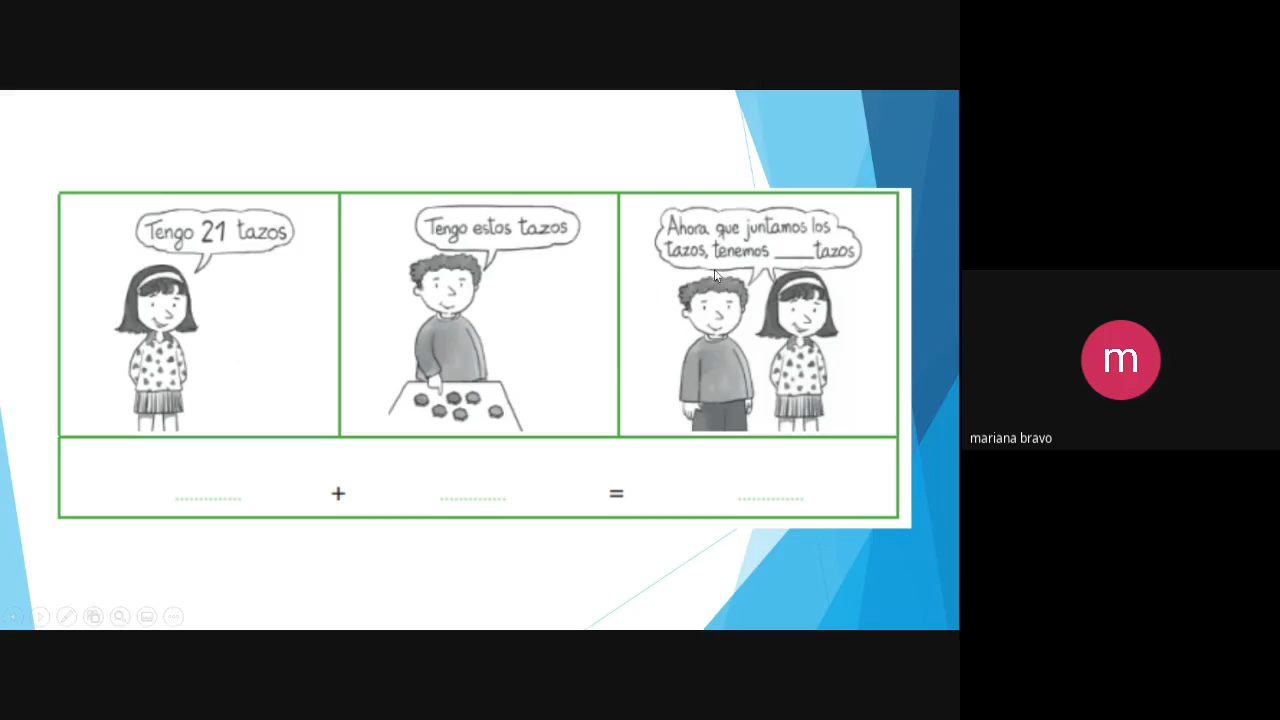 Tengo 21 tazos
Tengo estos tazos
Ahora que juntamos los
tazos, tenemos ____ tazos
............. + ............. = .............
m
mariana bravo